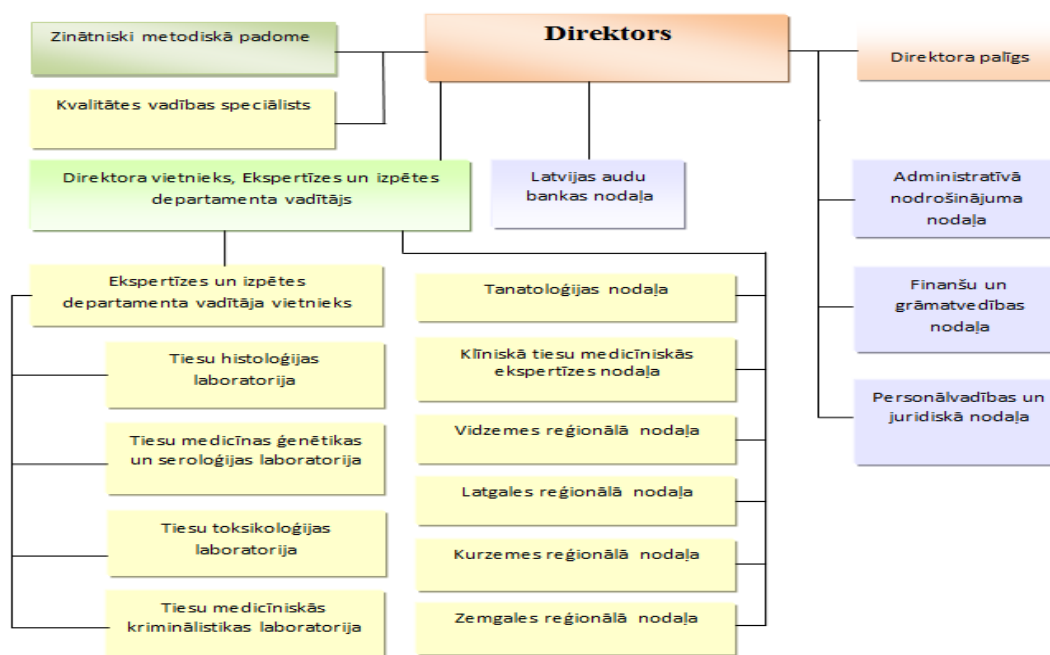 Direktors
Zinātniski metodiskā padome
Direktora palīgs
Kvalitātes vadības speciālists
Direktora vietnieks, Ekspertīzes un izpētes
departamenta vadītājs
Latvijas audu
bankas nodaļa
Administratīvā
nodrošinājuma
nodaļa
Ekspertīzes un izpētes
departamenta vadītāja vietnieks
Tiesu histoloģijas
laboratorija
Tiesu medicīnas ģenētikas
un seroloģijas laboratorija
Tiesu toksikoloģijas
laboratorija
Tiesu medicīniskās
kriminālistikas laboratorija
Tanatoloģijas nodaļa
Klīniskā tiesu medicīniskās
ekspertīzes nodaļa
Vidzemes reģionālā nodaļa
Latgales reģionālā nodaļa
Kurzemes reģionālā nodaļa
Zemgales reģionālā nodaļa
Finanšu un
grāmatvedības
nodaļa
Personālvadības un
juridiskā nodaļa